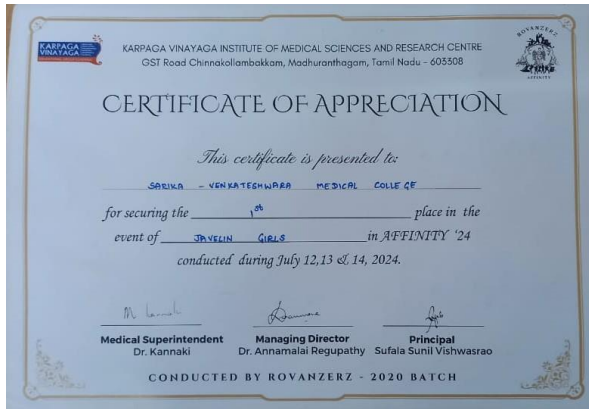 KARPAGA
VINAYAGA
KARPAGA VINAYAGA INSTITUTE OF MEDICAL SCIENCES AND RESEARCH CENTRE
GST Road Chinnakollambakkam, Madhuranthagam, Tamil Nadu - 603308
ROVANZERZ
AFFINITY
CERTIFICATE OF APPRECIATION
This certificate is presented to:
SARIKA - VENKATESHWARA MEDICAL COLLEGE
for securing the 1st place in the
event of JAVELIN GIRLS in AFFINITY '24
conducted during July 12,13 & 14, 2024.
Medical Superintendent
Dr. Kannaki
Managing Director
Dr. Annamalai Regupathy
Principal
Sufala Sunil Vishwasrao
CONDUCTED BY ROVANZERZ - 2020 BATCH